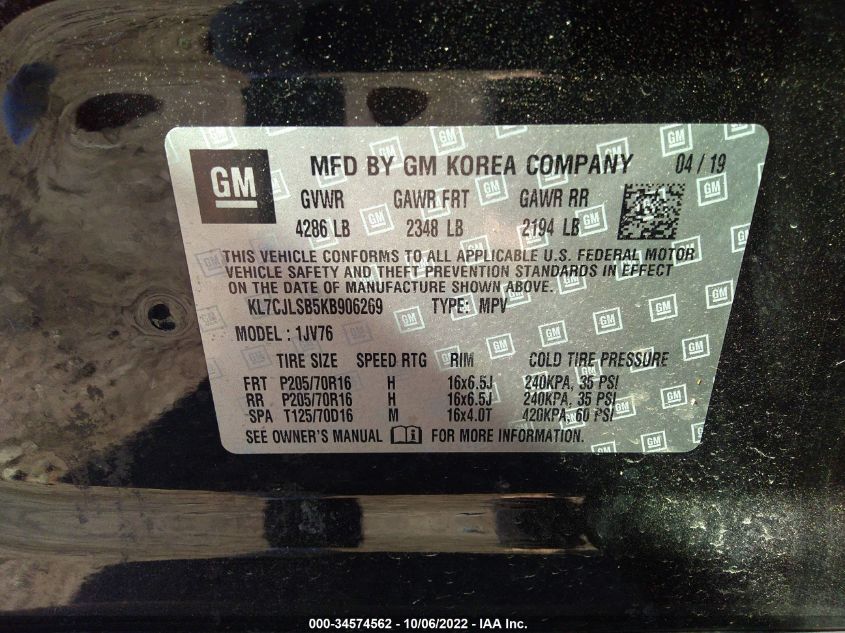 GM MFD BY GM KOREA COMPANY 04 / 19
GVWR GAWR FRT GAWR RR
4286 LB 2348 LB 2194 LB
THIS VEHICLE CONFORMS TO ALL APPLICABLE U.S. FEDERAL MOTOR
VEHICLE SAFETY AND THEFT PREVENTION STANDARDS IN EFFECT
ON THE DATE OF MANUFACTURE SHOWN ABOVE.
KL7CJLSB5KB906269 TYPE: MPV
MODEL : 1JV76
TIRE SIZE SPEED RTG RIM COLD TIRE PRESSURE
FRT P205/70R16 H 16x6.5J 240KPA, 35 PSI
RR P205/70R16 H 16x6.5J 240KPA, 35 PSI
SPA T125/70D16 M 16x4.0T 420KPA, 60 PSI
SEE OWNER'S MANUAL FOR MORE INFORMATION.
000-34574562 - 10/06/2022 - IAA Inc.